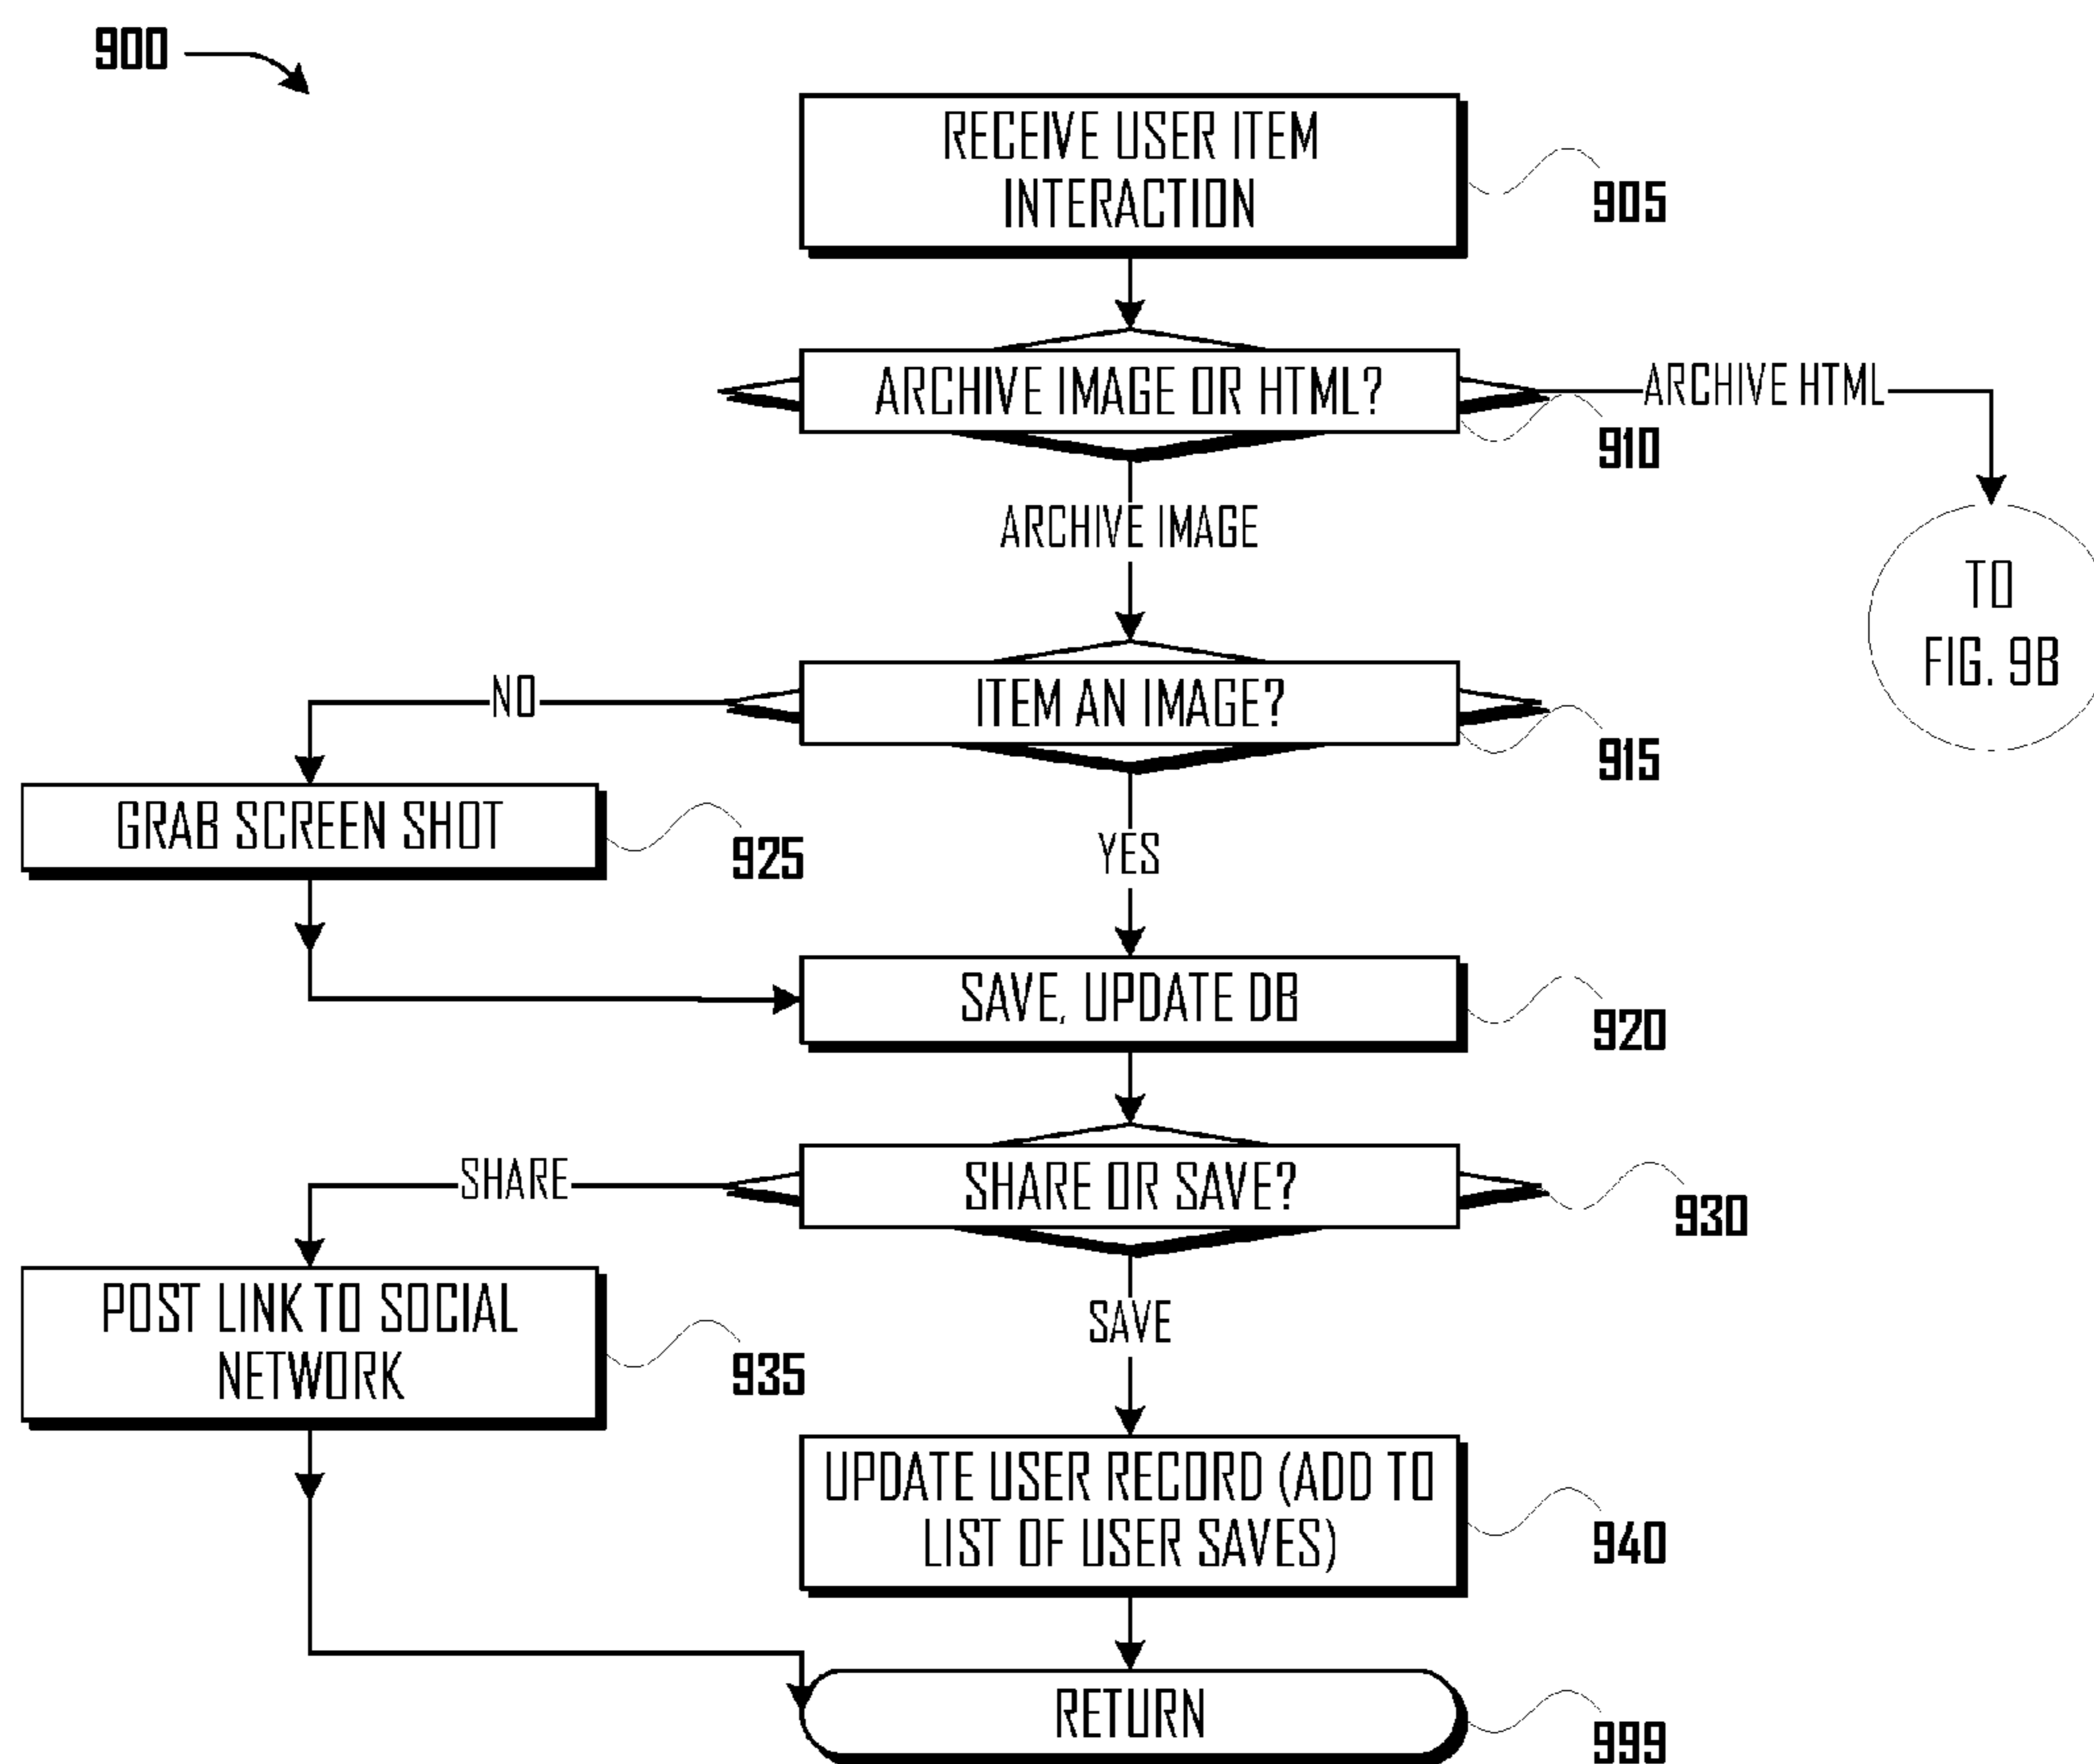 900
RECEIVE USER ITEM
INTERACTION
905
ARCHIVE IMAGE OR HTML?
ARCHIVE HTML
910
ARCHIVE IMAGE
TO
FIG. 9B
NO
ITEM AN IMAGE?
915
GRAB SCREEN SHOT
925
YES
SAVE, UPDATE DB
920
SHARE
SHARE OR SAVE?
930
POST LINK TO SOCIAL
NETWORK
935
SAVE
UPDATE USER RECORD (ADD TO
LIST OF USER SAVES)
940
RETURN
999